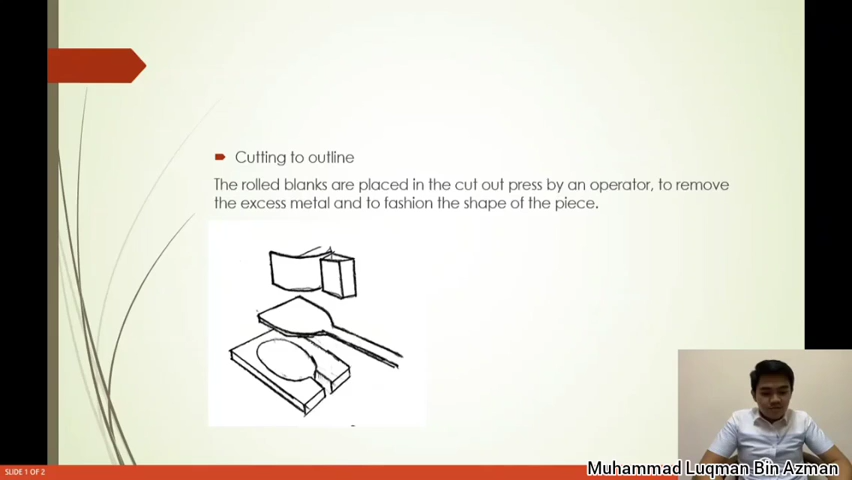 Cutting to outline
The rolled blanks are placed in the cut out press by an operator, to remove
the excess metal and to fashion the shape of the piece.
SLIDE 1 OF 2
Muhammad Luqman Bin Azman